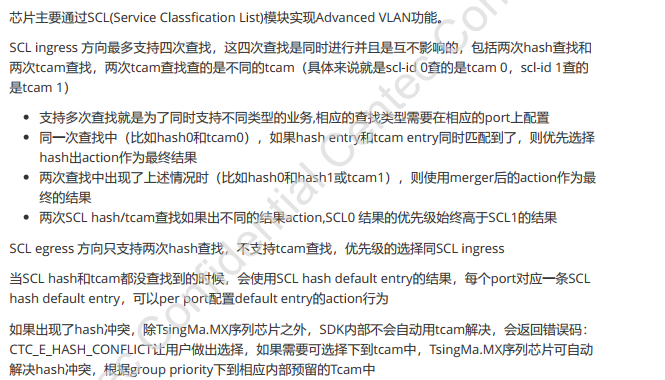 芯片主要通过SCL(Service Classfication List)模块实现Advanced VLAN功能。
SCL ingress 方向最多支持四次查找，这四次查找是同时进行并且是互不影响的，包括两次hash查找和
两次tcam查找，两次tcam查找查的是不同的tcam（具体来说就是scl-id 0查的是tcam 0，scl-id 1查的
是tcam 1）
• 支持多次查找就是为了同时支持不同类型的业务,相应的查找类型需要在相应的port上配置
• 同一次查找中（比如hash0和tcam0），如果hash entry和tcam entry同时匹配到了，则优先选择
hash出action作为最终结果
• 两次查找中出现了上述情况时（比如hash0和hash1或tcam1），则使用merger后的action作为最
终的结果
• 两次SCL hash/tcam查找如果出不同的结果action,SCL0 结果的优先级始终高于SCL1的结果
SCL egress 方向只支持两次hash查找，不支持tcam查找，优先级的选择同SCL ingress
当SCL hash和tcam都没查找到的时候，会使用SCL hash default entry的结果，每个port对应一条SCL
hash default entry，可以per port配置default entry的action行为
如果出现了hash冲突，除TsingMa.MX序列芯片之外，SDK内部不会自动用tcam解决，会返回错误码：
CTC_E_HASH_CONFLICT让用户做出选择，如果需要可选择下到tcam中，TsingMa.MX序列芯片可自动
解决hash冲突，根据group priority下到相应内部预留的Tcam中
Confidential Centec Con